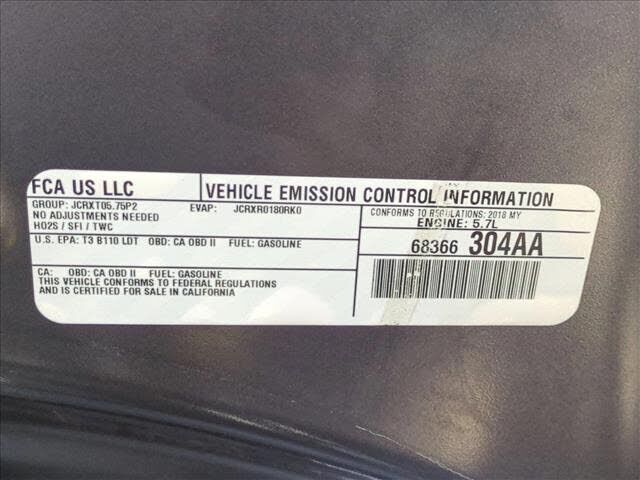 FCA US LLC
VEHICLE EMISSION CONTROL INFORMATION
GROUP: JCRXT05.75P2 EVAP: JCRXR0180RK0
NO ADJUSTMENTS NEEDED
HO2S / SFI / TWC
CONFORMS TO REGULATIONS: 2018 MY
ENGINE: 5.7L
U.S. EPA: T3 B110 LDT OBD: CA OBD II FUEL: GASOLINE
68366 304AA
CA: OBD: CA OBD II FUEL: GASOLINE
THIS VEHICLE CONFORMS TO FEDERAL REGULATIONS
AND IS CERTIFIED FOR SALE IN CALIFORNIA